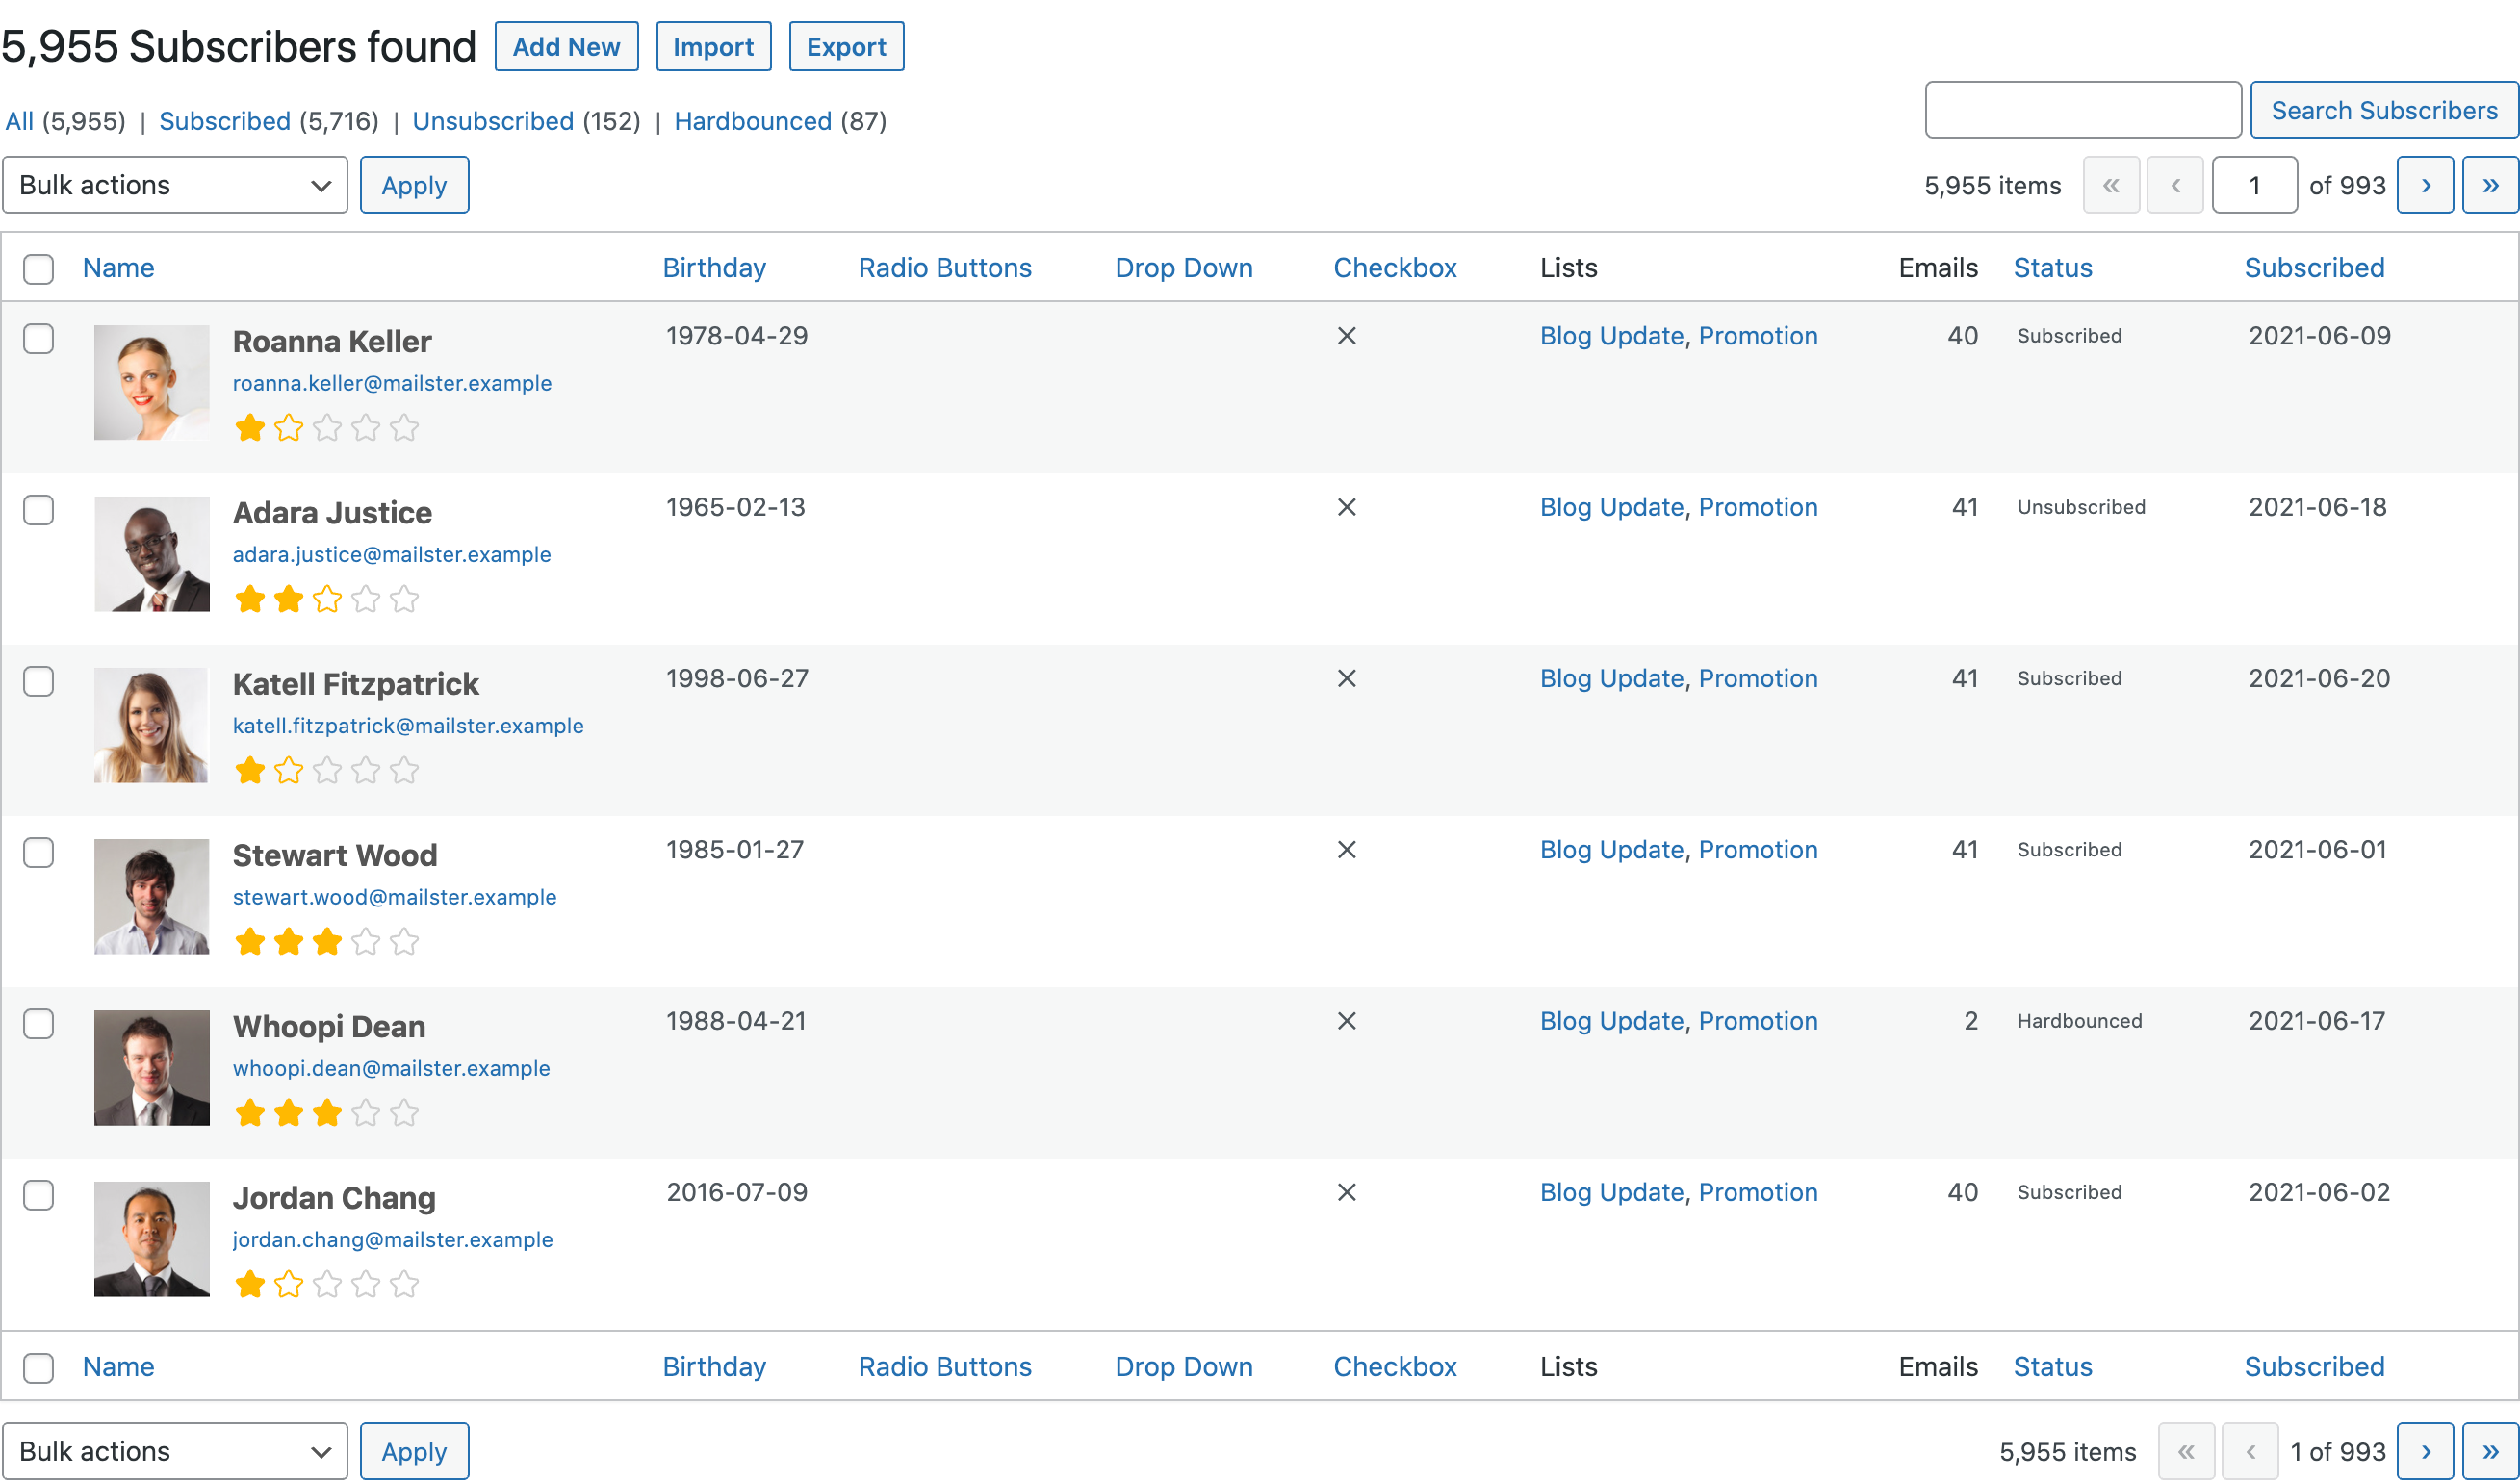 5,955 Subscribers found Add New Import Export
All (5,955) | Subscribed (5,716) | Unsubscribed (152) | Hardbounced (87)
Search Subscribers
Bulk actions Apply 5,955 items « ‹ 1 of 993 › »
Name Birthday Radio Buttons Drop Down Checkbox Lists Emails Status Subscribed
Roanna Keller 1978-04-29 Blog Update, Promotion 40 Subscribed 2021-06-09
roanna.keller@mailster.example
Adara Justice 1965-02-13 Blog Update, Promotion 41 Unsubscribed 2021-06-18
adara.justice@mailster.example
Katell Fitzpatrick 1998-06-27 Blog Update, Promotion 41 Subscribed 2021-06-20
katell.fitzpatrick@mailster.example
Stewart Wood 1985-01-27 Blog Update, Promotion 41 Subscribed 2021-06-01
stewart.wood@mailster.example
Whoopi Dean 1988-04-21 Blog Update, Promotion 2 Hardbounced 2021-06-17
whoopi.dean@mailster.example
Jordan Chang 2016-07-09 Blog Update, Promotion 40 Subscribed 2021-06-02
jordan.chang@mailster.example
Name Birthday Radio Buttons Drop Down Checkbox Lists Emails Status Subscribed
Bulk actions Apply 5,955 items « ‹ 1 of 993 › »